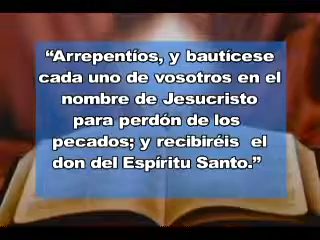 “Arrepentíos, y bautícese
cada uno de vosotros en el
nombre de Jesucristo
para perdón de los
pecados; y recibiréis el
don del Espíritu Santo.”